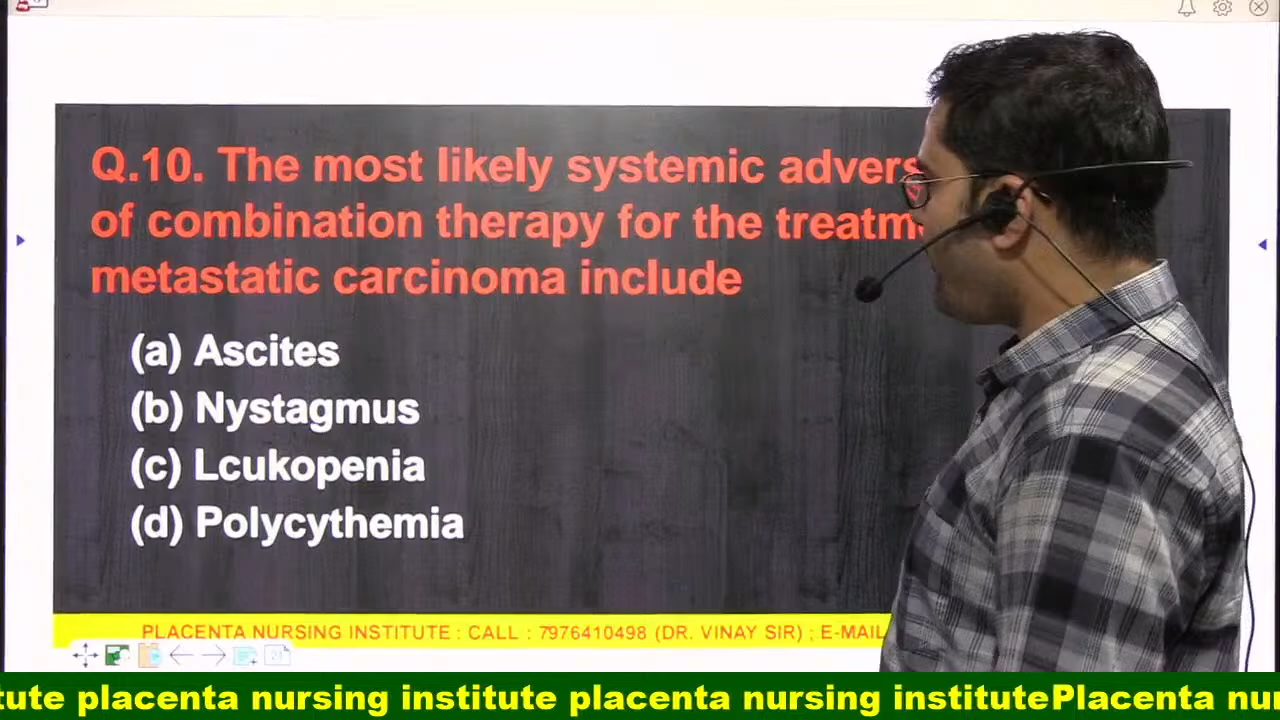 Q.10. The most likely systemic advers
of combination therapy for the treatm
metastatic carcinoma include
(a) Ascites
(b) Nystagmus
(c) Lcukopenia
(d) Polycythemia
PLACENTA NURSING INSTITUTE : CALL : 7976410498 (DR. VINAY SIR) ; E-MAIL
tute placenta nursing institute placenta nursing institutePlacenta nur